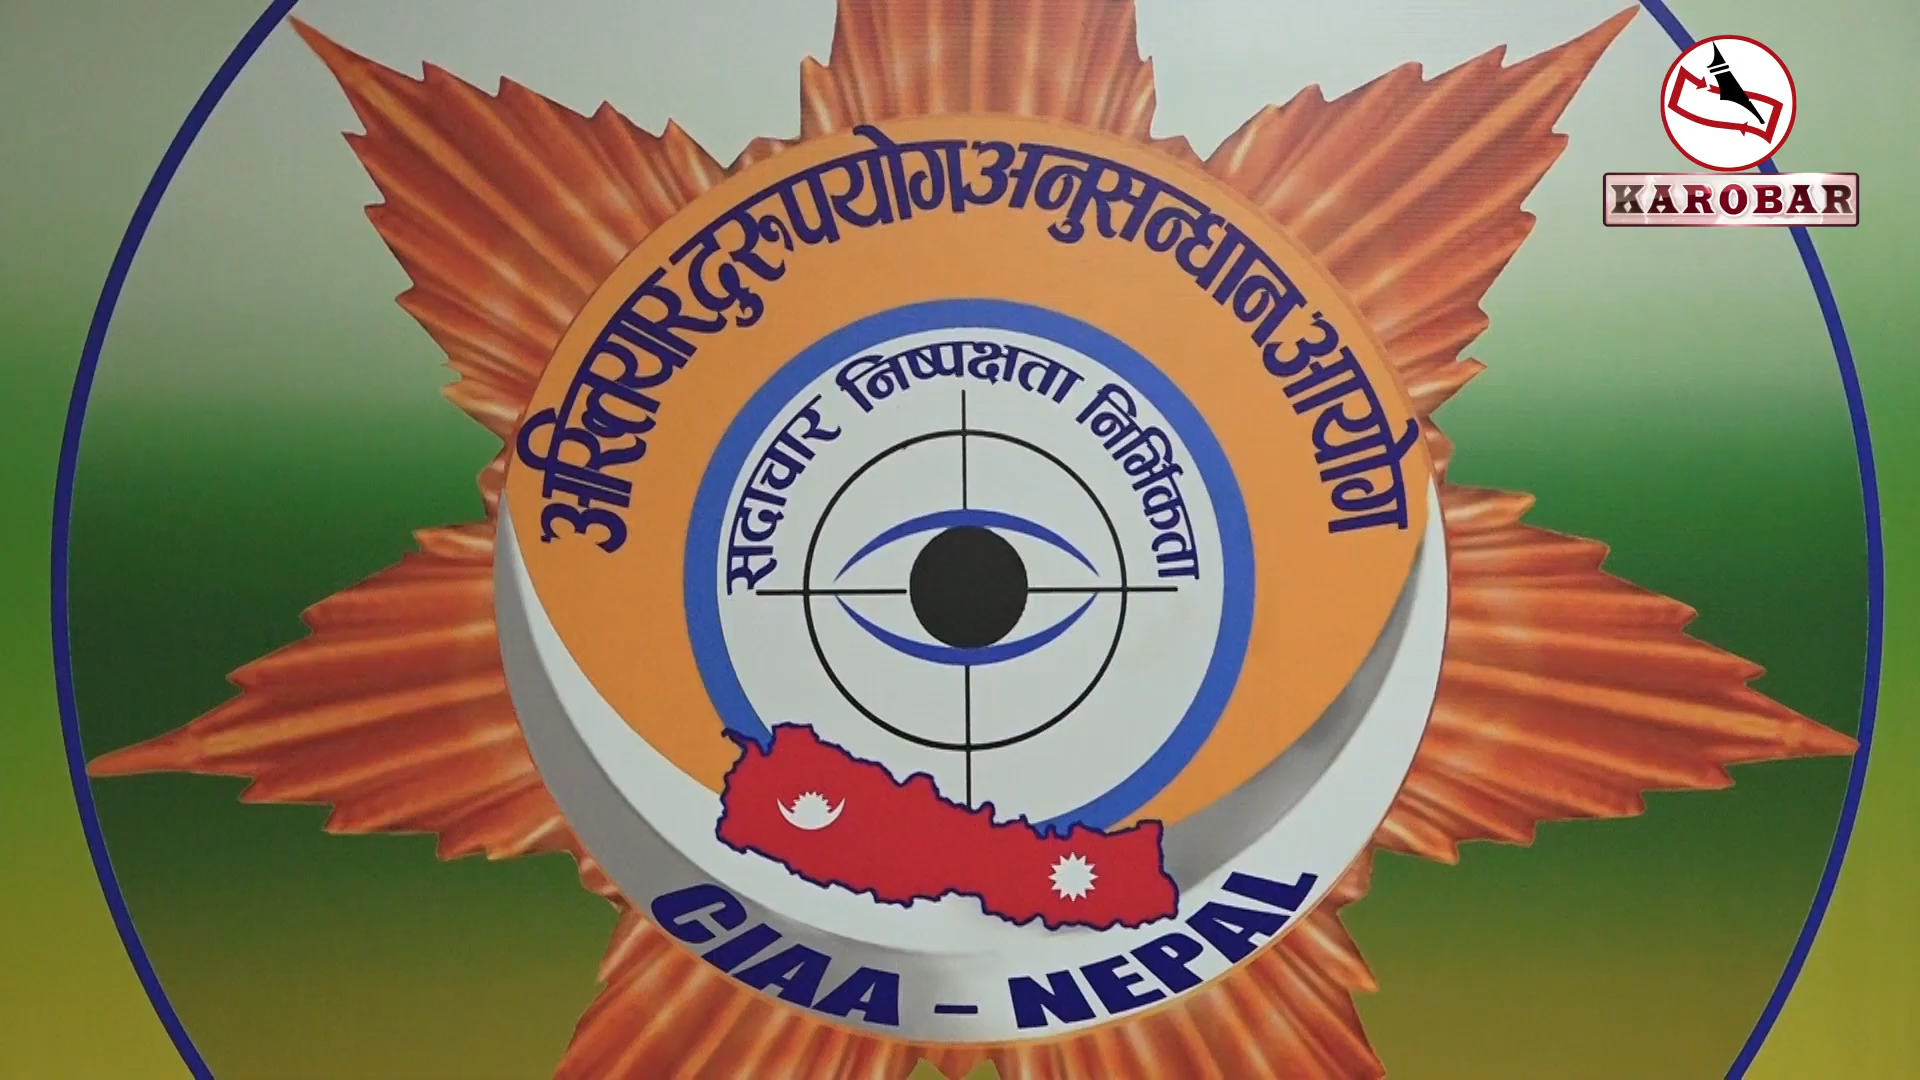 अख्तियार दुरूपयोग अनुसन्धान आयोग
सदाचार निष्पक्षता निर्भिकता
CIAA - NEPAL
KAROBAR